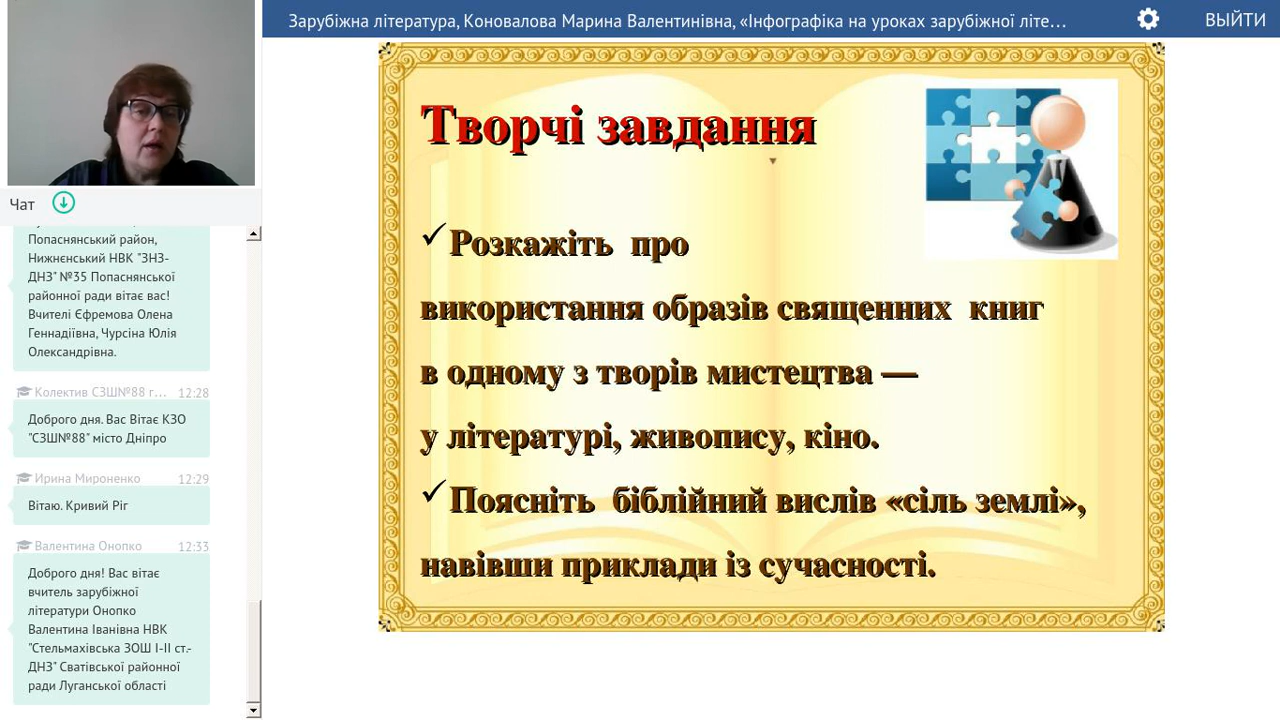 Зарубіжна література, Коновалова Марина Валентинівна, «Інфографіка на уроках зарубіжної літе...
ВЫЙТИ
Чат
Попаснянський район,
Нижнєнський НВК "ЗНЗ-
ДНЗ" №35 Попаснянської
районної ради вітає вас!
Вчителі Єфремова Олена
Геннадіївна, Чурсіна Юлія
Олександрівна.
Колектив СЗШ№88 г... 12:28
Доброго дня. Вас Вітає КЗО
"СЗШ№88" місто Дніпро
Ирина Мироненко 12:29
Вітаю. Кривий Ріг
Валентина Онопко 12:33
Доброго дня! Вас вітає
вчитель зарубіжної
літератури Онопко
Валентина Іванівна НВК
"Стельмахівська ЗОШ І-ІІ ст.-
ДНЗ" Сватівської районної
ради Луганської області
Творчі завдання
✓Розкажіть про
використання образів священних книг
в одному з творів мистецтва —
у літературі, живопису, кіно.
✓Поясніть біблійний вислів «сіль землі»,
навівши приклади із сучасності.